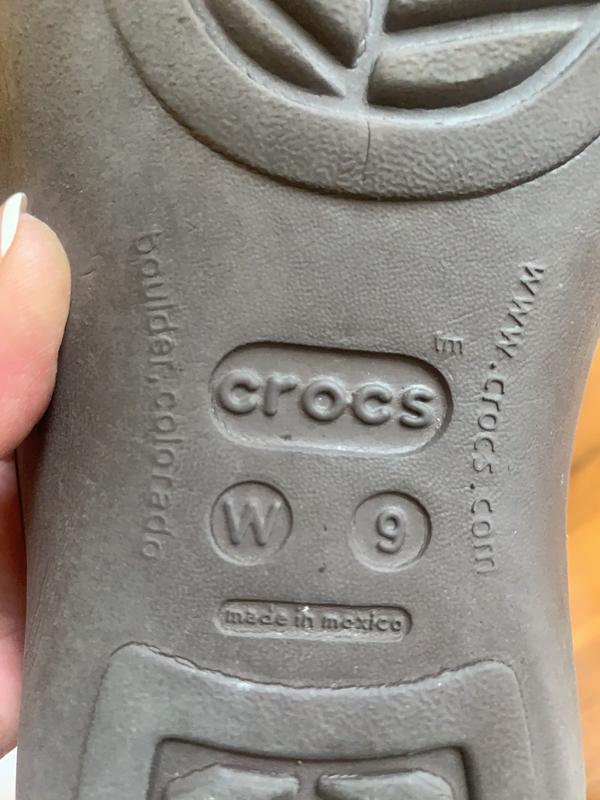 boulder, colorado
crocs
™
www.crocs.com
W 9
made in mexico